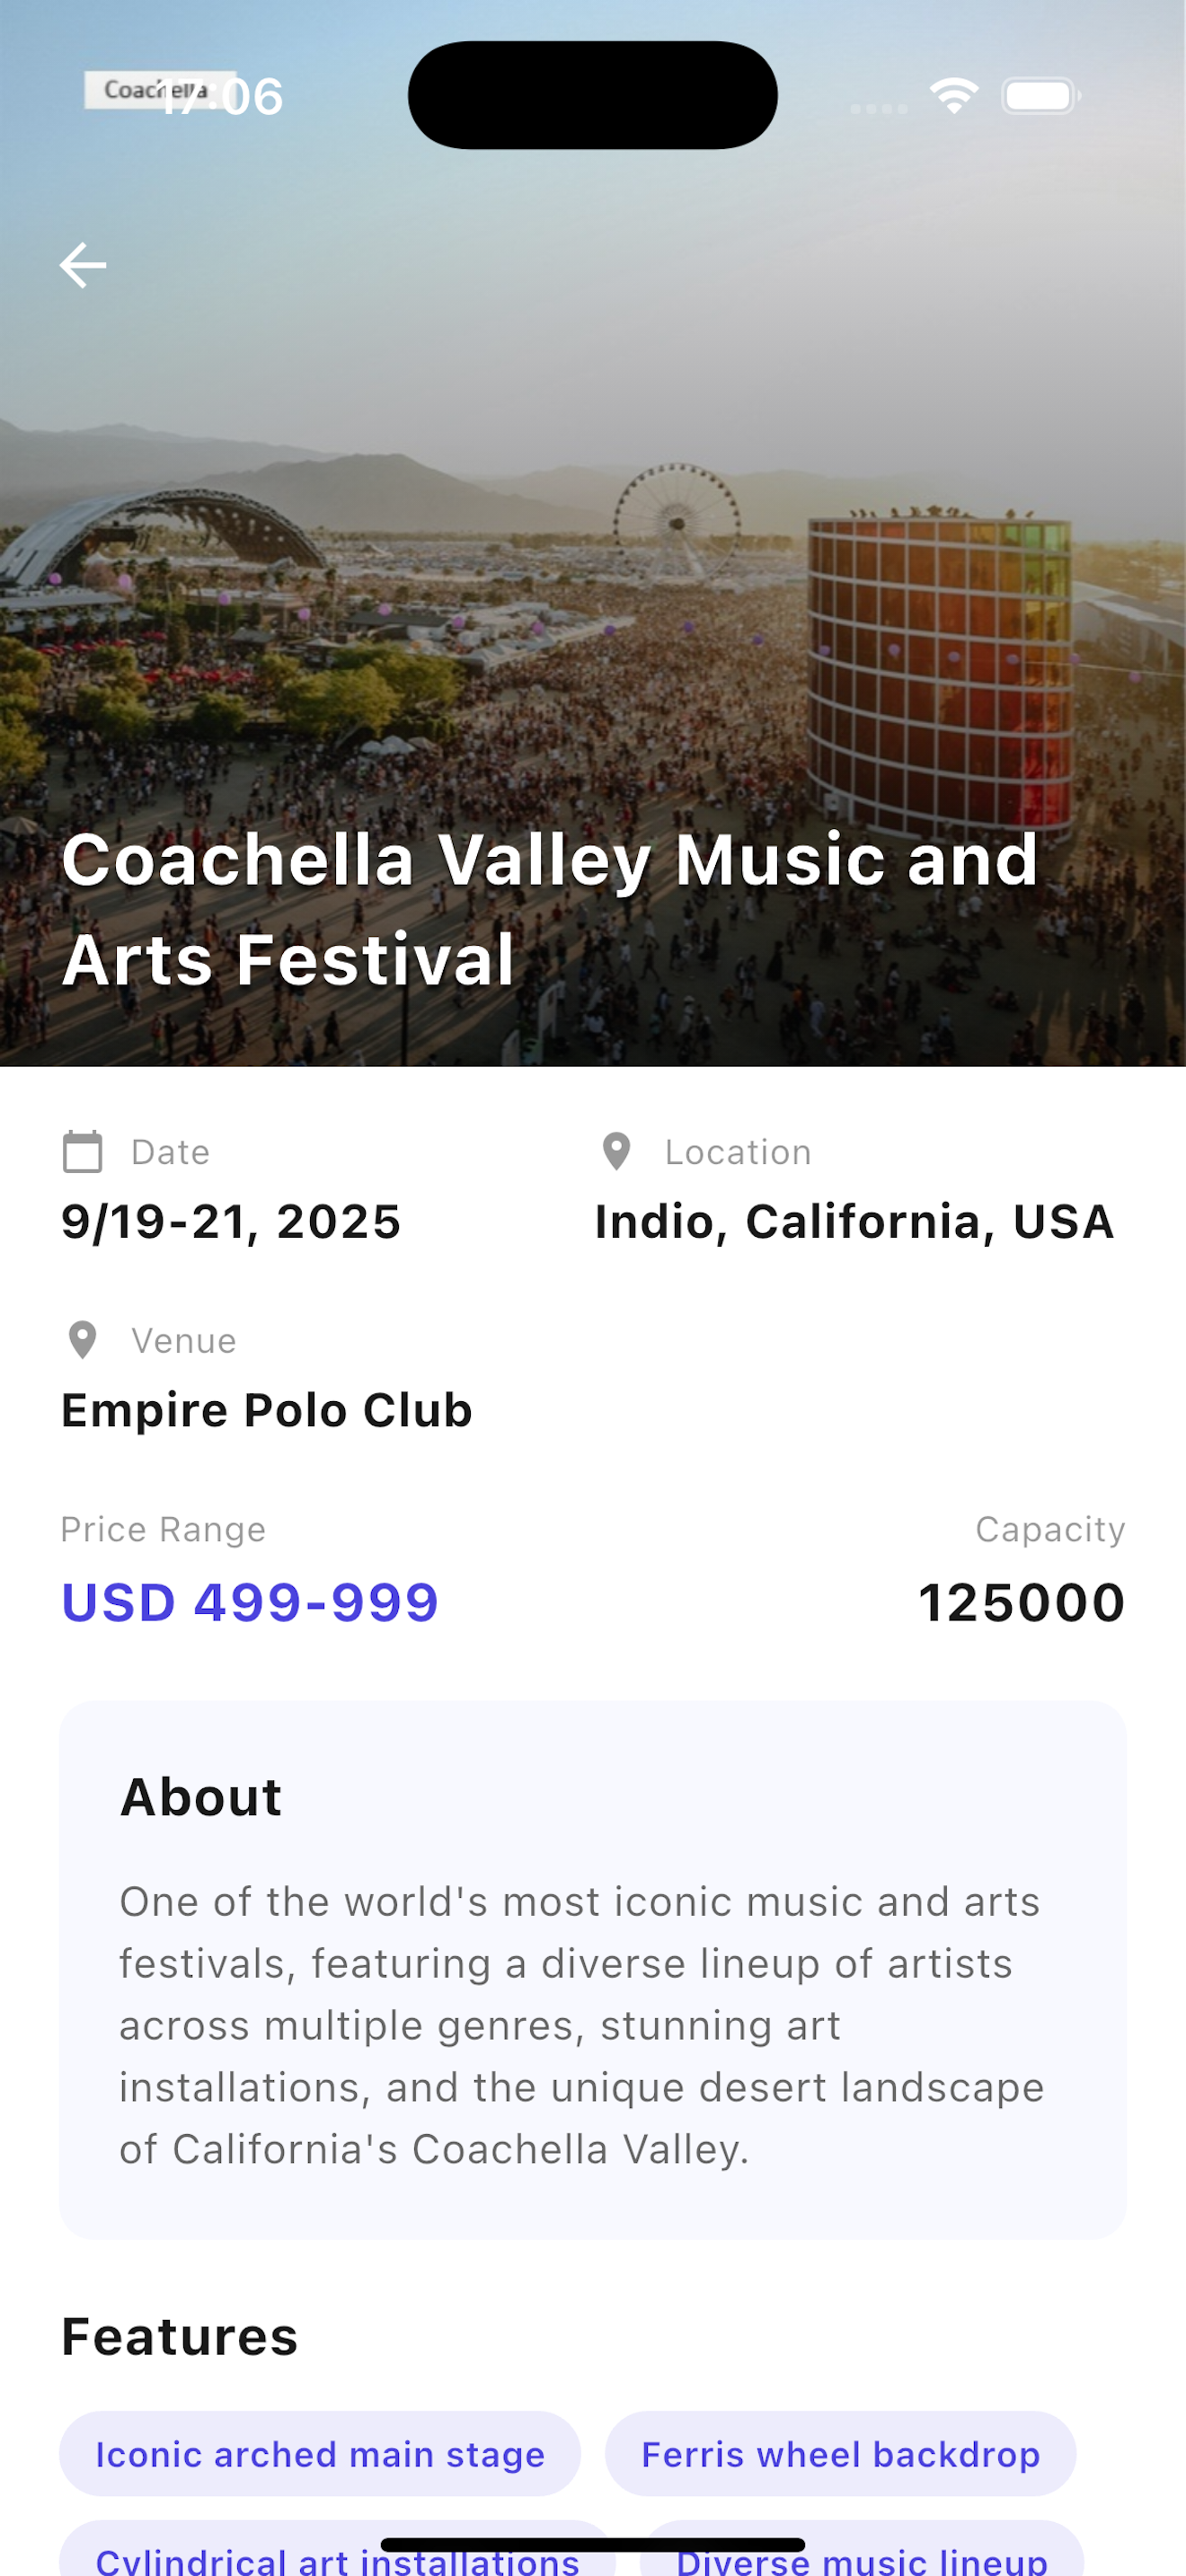 Coachella
17:06
Coachella Valley Music and
Arts Festival
Date
Location
9/19-21, 2025
Indio, California, USA
Venue
Empire Polo Club
Price Range
Capacity
USD 499-999
125000
About
One of the world's most iconic music and arts
festivals, featuring a diverse lineup of artists
across multiple genres, stunning art
installations, and the unique desert landscape
of California's Coachella Valley.
Features
Iconic arched main stage
Ferris wheel backdrop
Cylindrical art installations
Diverse music lineup